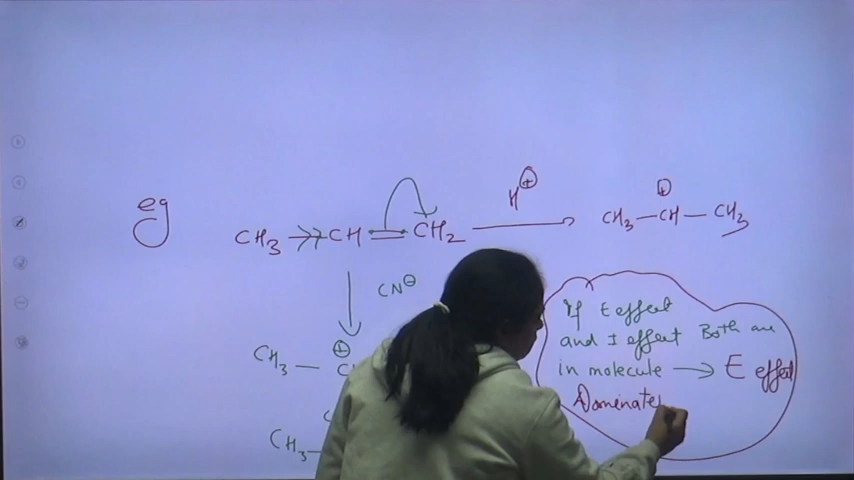 eg
CH3 →→ CH = CH2
H⊕
CH3 — CH — CH3
⊕
CN⊖
⊕
CH3 — C
CH3 —
If E effect
and I effect Both are
in molecule → E effect
Dominate